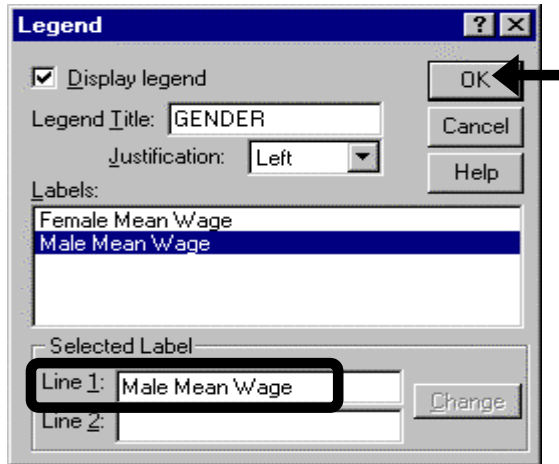 Legend ? X
Display legend
OK
Legend Title: GENDER
Cancel
Justification: Left
Help
Labels:
Female Mean Wage
Male Mean Wage
Selected Label
Line 1: Male Mean Wage
Change
Line 2: